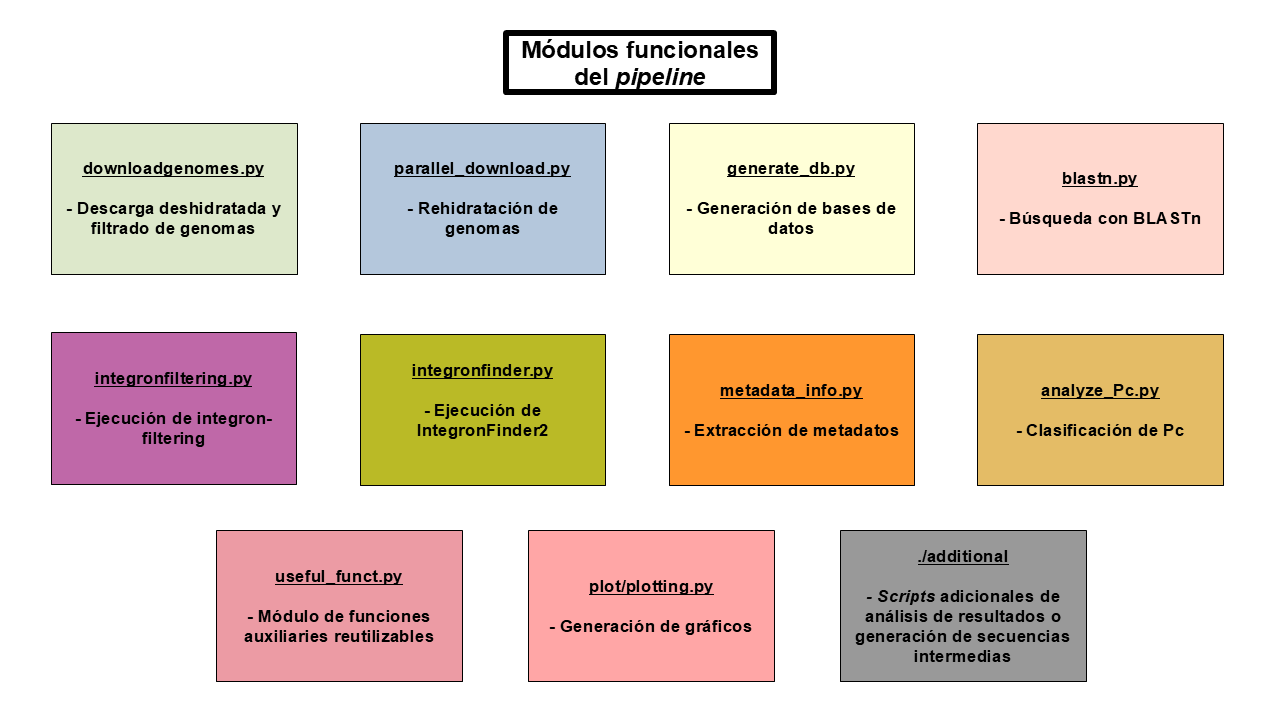 Módulos funcionales
del pipeline
downloadgenomes.py
- Descarga deshidratada y
filtrado de genomas
parallel_download.py
- Rehidratación de
genomas
generate_db.py
- Generación de bases de
datos
blastn.py
- Búsqueda con BLASTn
integronfiltering.py
- Ejecución de integron-
filtering
integronfinder.py
- Ejecución de
IntegronFinder2
metadata_info.py
- Extracción de metadatos
analyze_Pc.py
- Clasificación de Pc
useful_funct.py
- Módulo de funciones
auxiliaries reutilizables
plot/plotting.py
- Generación de gráficos
./additional
- Scripts adicionales de
análisis de resultados o
generación de secuencias
intermedias